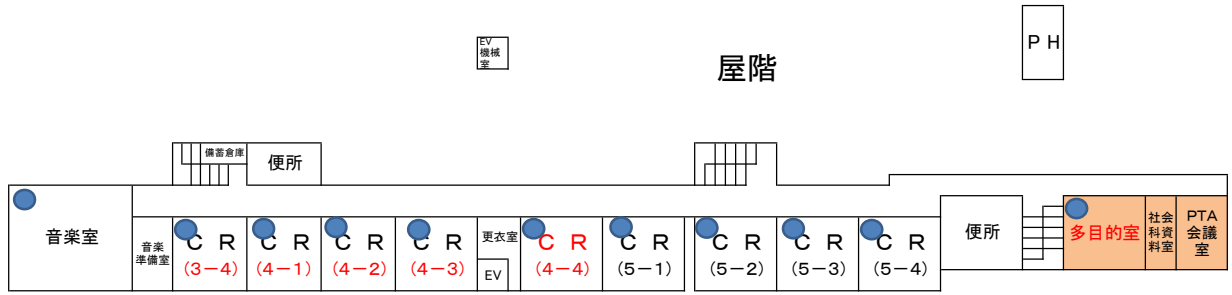 EV
機械
室
ＰＨ
屋階
備蓄倉庫
便所
音楽室
音楽
準備室
ＣＲ
(３−４)
ＣＲ
(４−１)
ＣＲ
(４−２)
ＣＲ
(４−３)
更衣室
EV
ＣＲ
(４−４)
ＣＲ
(５−１)
ＣＲ
(５−２)
ＣＲ
(５−３)
ＣＲ
(５−４)
便所
多目的室
社会
科資
料室
PTA
会議
室